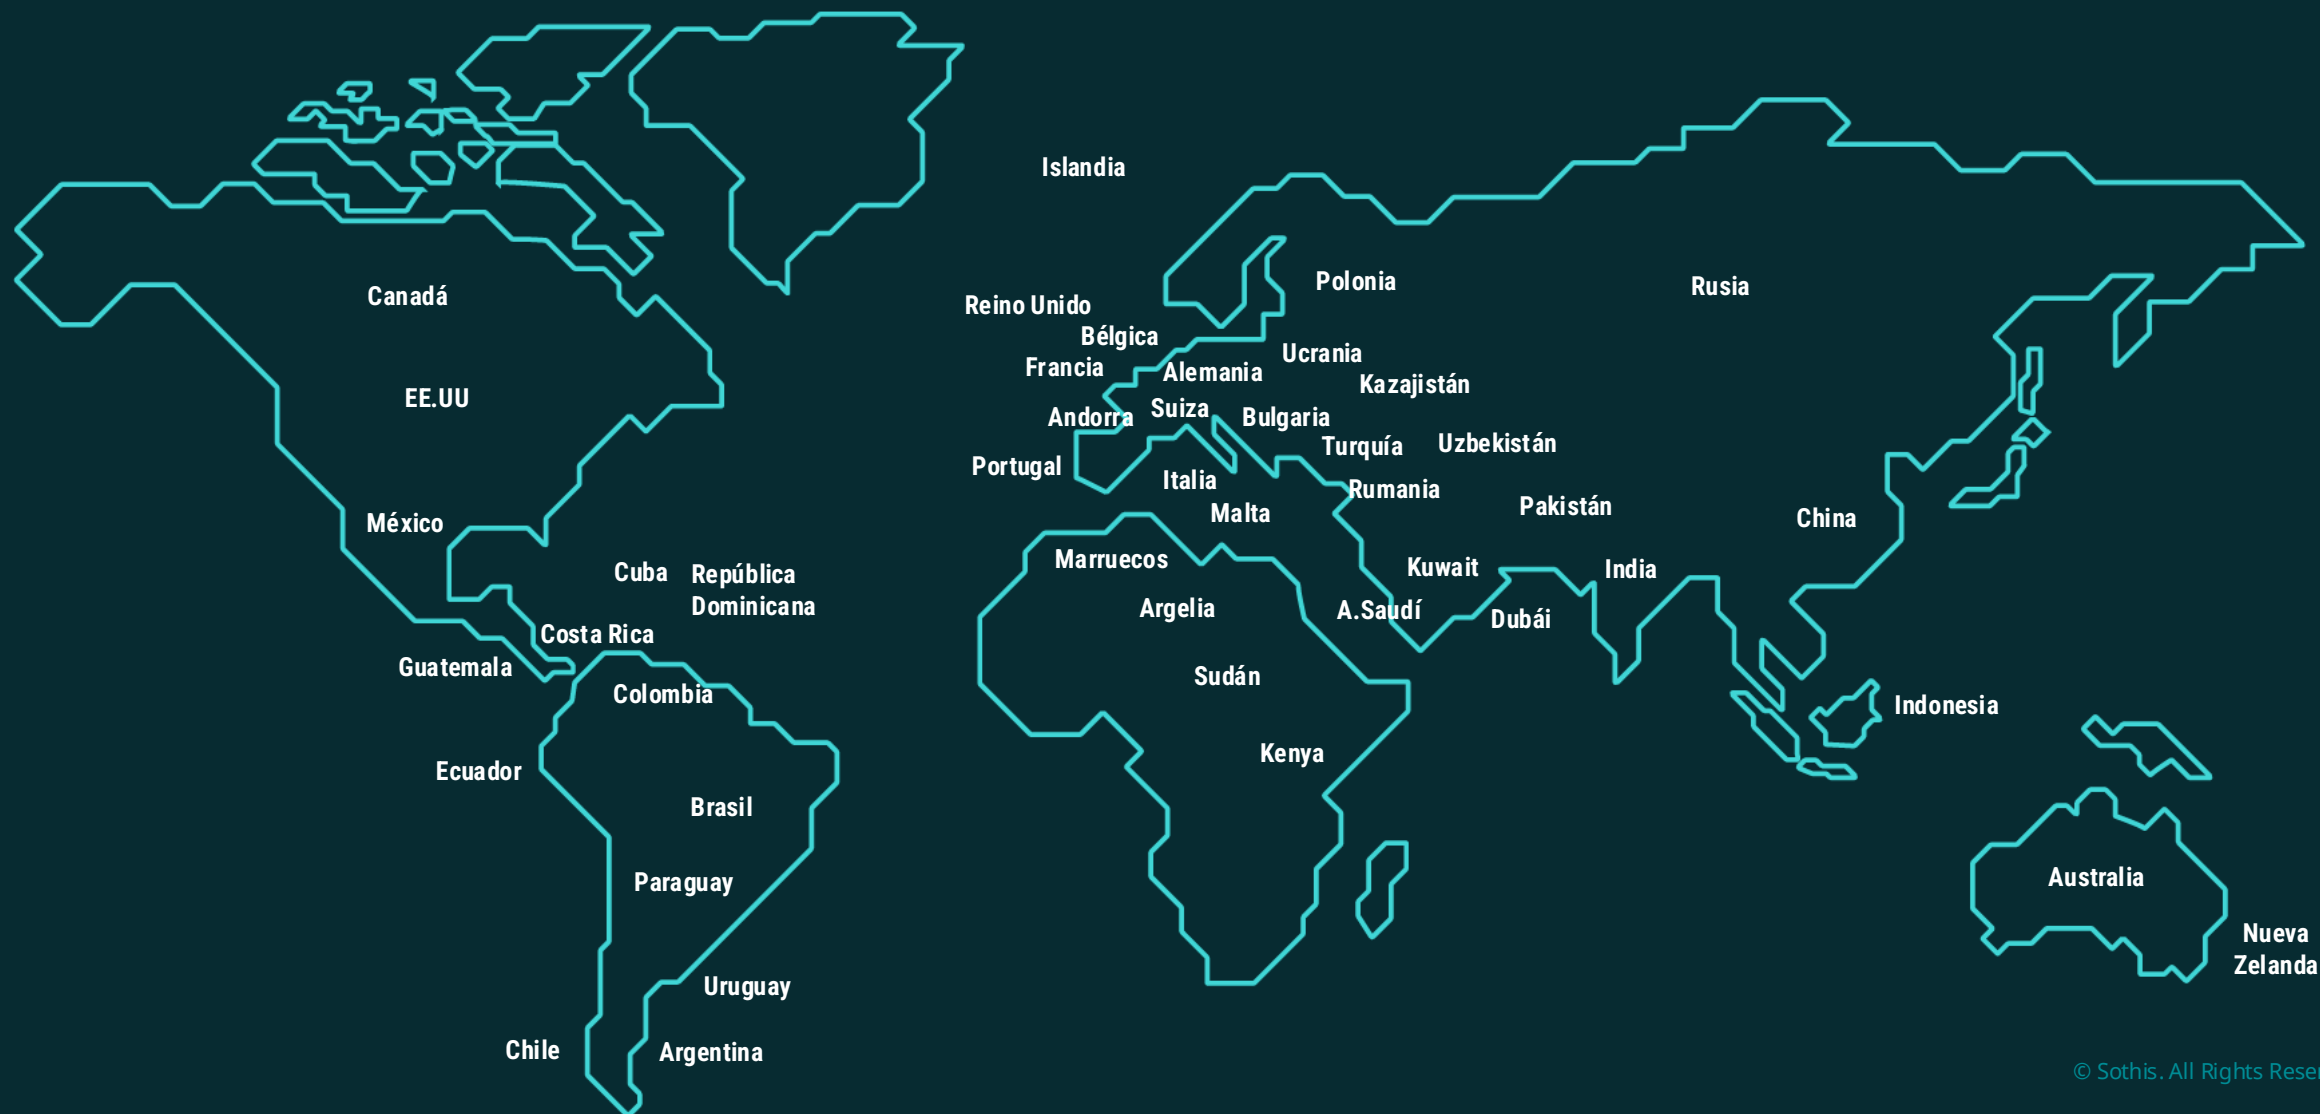 Islandia
Canadá
Polonia
Rusia
Reino Unido
Bélgica
Ucrania
Francia
Alemania
Kazajistán
EE.UU
Suiza
Andorra
Bulgaria
Turquía
Uzbekistán
Portugal
Italia
Rumania
Pakistán
México
Malta
China
Marruecos
Cuba
República
Dominicana
Kuwait
India
Argelia
A.Saudí
Dubái
Costa Rica
Guatemala
Sudán
Colombia
Indonesia
Kenya
Ecuador
Brasil
Paraguay
Australia
Nueva
Zelanda
Uruguay
Chile
Argentina
© Sothis. All Rights Reser